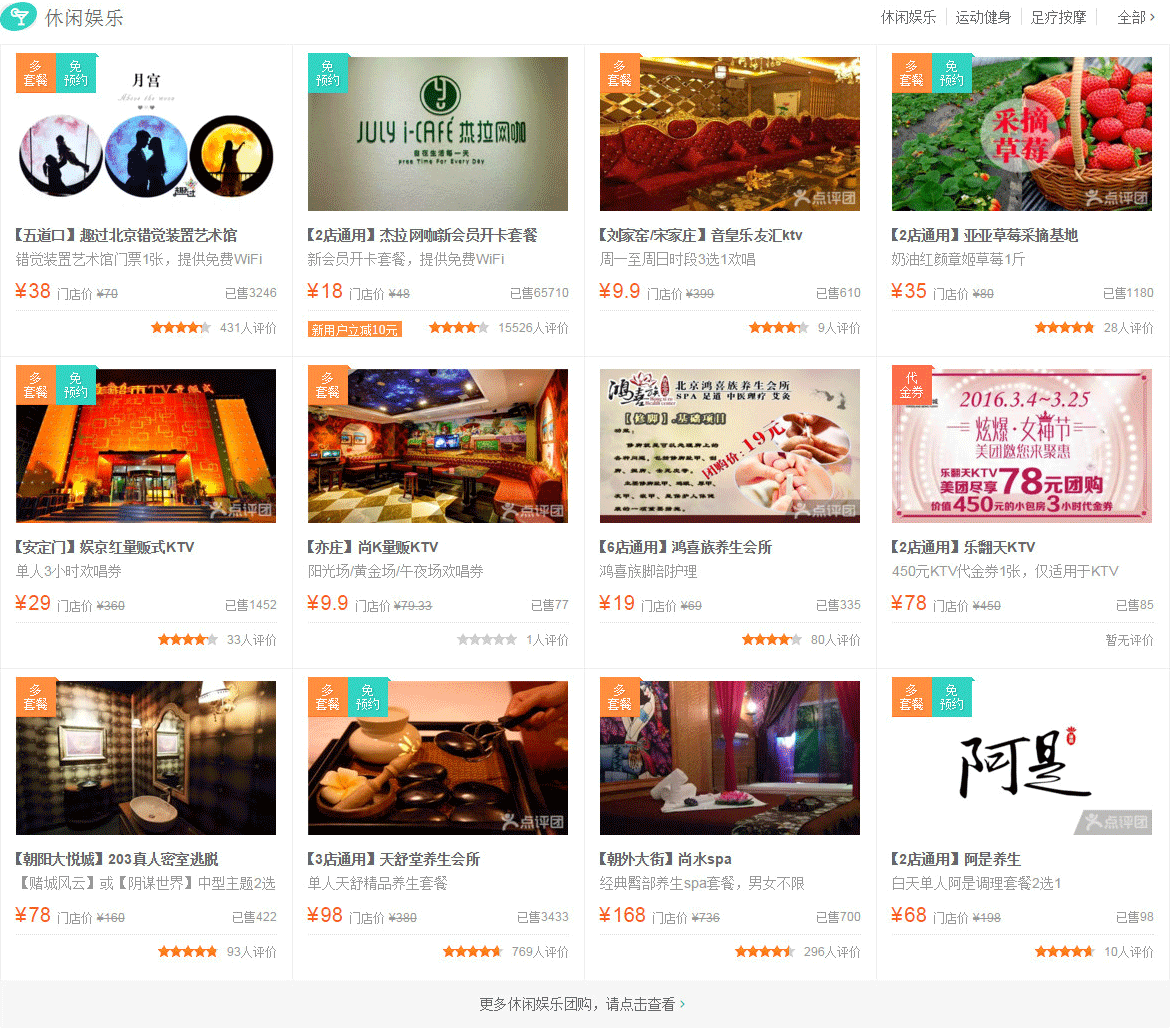 休闲娱乐
休闲娱乐 运动健身 足疗按摩 全部 ›
多
套餐
免
预约
月宫
Above the moon
趣过
【五道口】趣过北京错觉装置艺术馆
错觉装置艺术馆门票1张，提供免费WiFi
¥38 门店价 ¥70 已售3246
431人评价
免
预约
JULY i-CAFÉ 杰拉网咖
自在生活每一天
Free Time For Every Day
【2店通用】杰拉网咖新会员开卡套餐
新会员开卡套餐，提供免费WiFi
¥18 门店价 ¥48 已售65710
新用户立减10元 15526人评价
多
套餐
点评团
【刘家窑/宋家庄】音皇乐友汇ktv
周一至周日时段3选1欢唱
¥9.9 门店价 ¥399 已售610
9人评价
多
套餐
免
预约
采摘
草莓
点评团
【2店通用】亚亚草莓采摘基地
奶油红颜章姬草莓1斤
¥35 门店价 ¥80 已售1180
28人评价
多
套餐
免
预约
点评团
【安定门】娱京红量贩式KTV
单人3小时欢唱券
¥29 门店价 ¥360 已售1452
33人评价
多
套餐
点评团
【亦庄】尚K量贩KTV
阳光场/黄金场/午夜场欢唱券
¥9.9 门店价 ¥79.33 已售77
1人评价
鸿喜族
北京鸿喜族养生会所
SPA 足道 中医理疗 艾灸
【修脚】基础项目
功能：
团购价：19元
点评团
【6店通用】鸿喜族养生会所
鸿喜族脚部护理
¥19 门店价 ¥69 已售335
80人评价
代
金券
2016.3.4~3.25
炫爆·女神节
美团邀您来聚惠
乐翻天KTV
美团尽享78元团购
价值450元的小包房3小时代金券
【2店通用】乐翻天KTV
450元KTV代金券1张，仅适用于KTV
¥78 门店价 ¥450 已售85
暂无评价
多
套餐
【朝阳大悦城】203真人密室逃脱
【赌城风云】或【阴谋世界】中型主题2选
¥78 门店价 ¥160 已售422
93人评价
多
套餐
免
预约
点评团
【3店通用】天舒堂养生会所
单人天舒精品养生套餐
¥98 门店价 ¥380 已售3433
769人评价
多
套餐
【朝外大街】尚水spa
经典臀部养生spa套餐，男女不限
¥168 门店价 ¥736 已售700
296人评价
多
套餐
免
预约
阿是
点评团
【2店通用】阿是养生
白天单人阿是调理套餐2选1
¥68 门店价 ¥198 已售98
10人评价
更多休闲娱乐团购，请点击查看 ›